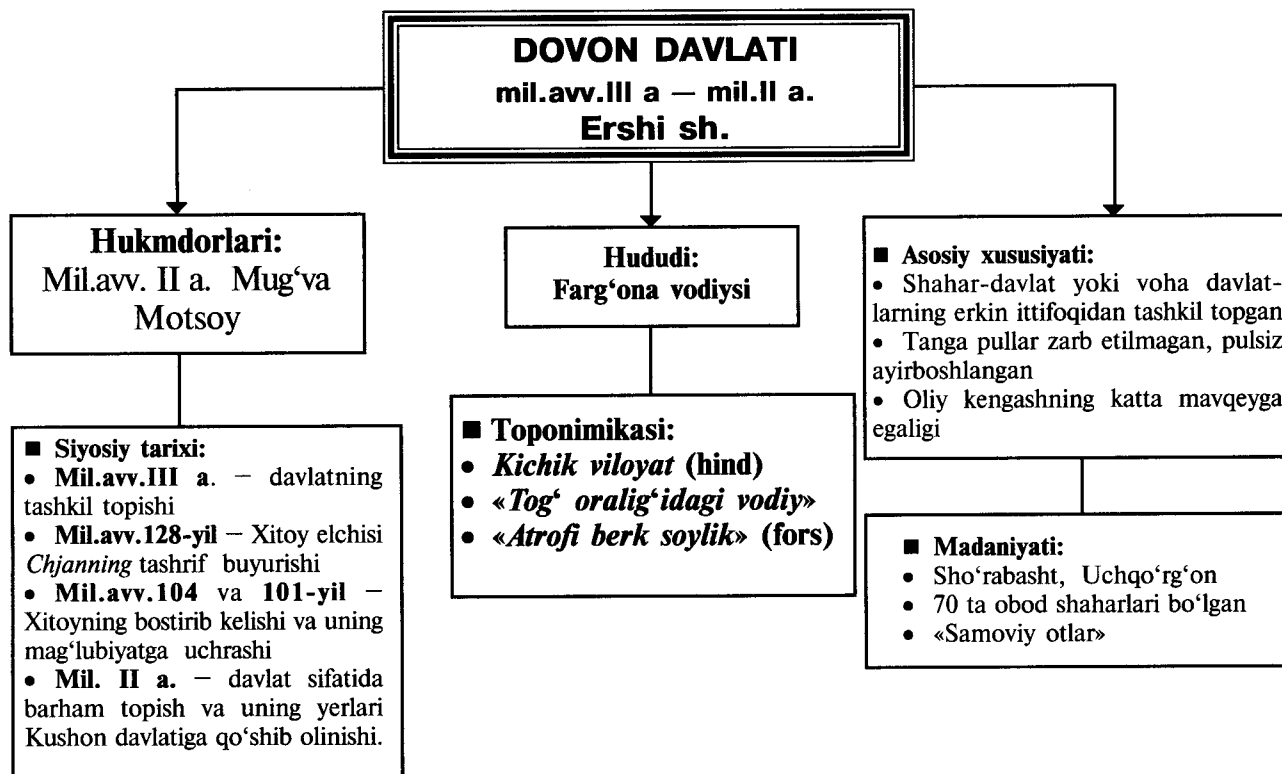 DOVON DAVLATI
mil.avv.III a — mil.II a.
Ershi sh.
Hukmdorlari:
Mil.avv. II a. Mug‘va
Motsoy
■ Siyosiy tarixi:
• Mil.avv.III a. – davlatning
tashkil topishi
• Mil.avv.128-yil – Xitoy elchisi
Chjanning tashrif buyurishi
• Mil.avv.104 va 101-yil –
Xitoyning bostirib kelishi va uning
mag‘lubiyatga uchrashi
• Mil. II a. – davlat sifatida
barham topish va uning yerlari
Kushon davlatiga qo‘shib olinishi.
Hududi:
Farg‘ona vodiysi
■ Toponimikasi:
• Kichik viloyat (hind)
• «Tog‘ oralig‘idagi vodiy»
• «Atrofi berk soylik» (fors)
■ Asosiy xususiyati:
• Shahar-davlat yoki voha davlat-
larning erkin ittifoqidan tashkil topgan
• Tanga pullar zarb etilmagan, pulsiz
ayirboshlangan
• Oliy kengashning katta mavqeyga
egaligi
■ Madaniyati:
• Sho‘rabasht, Uchqo‘rg‘on
• 70 ta obod shaharlari bo‘lgan
• «Samoviy otlar»